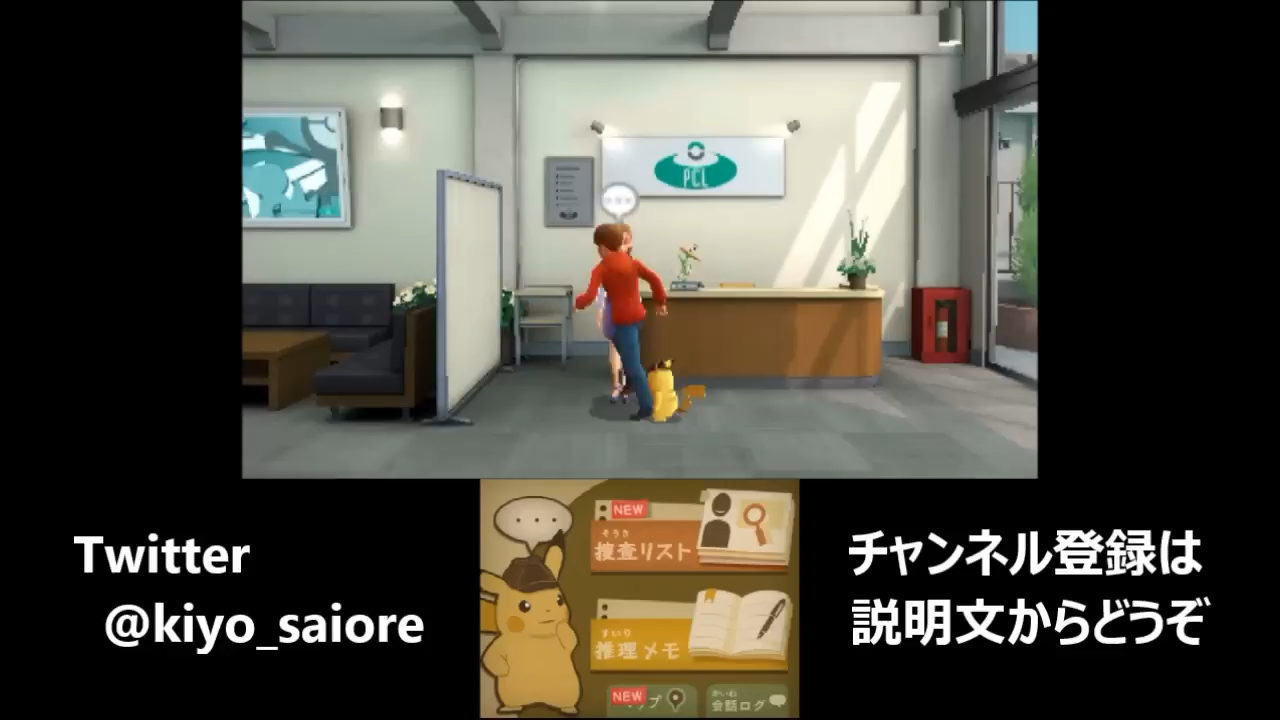 PCL
Twitter
@kiyo_saiore
チャンネル登録は
説明文からどうぞ
NEW
そうさ
捜査リスト
すいり
推理メモ
NEW
ップ
かいわ
会話ログ